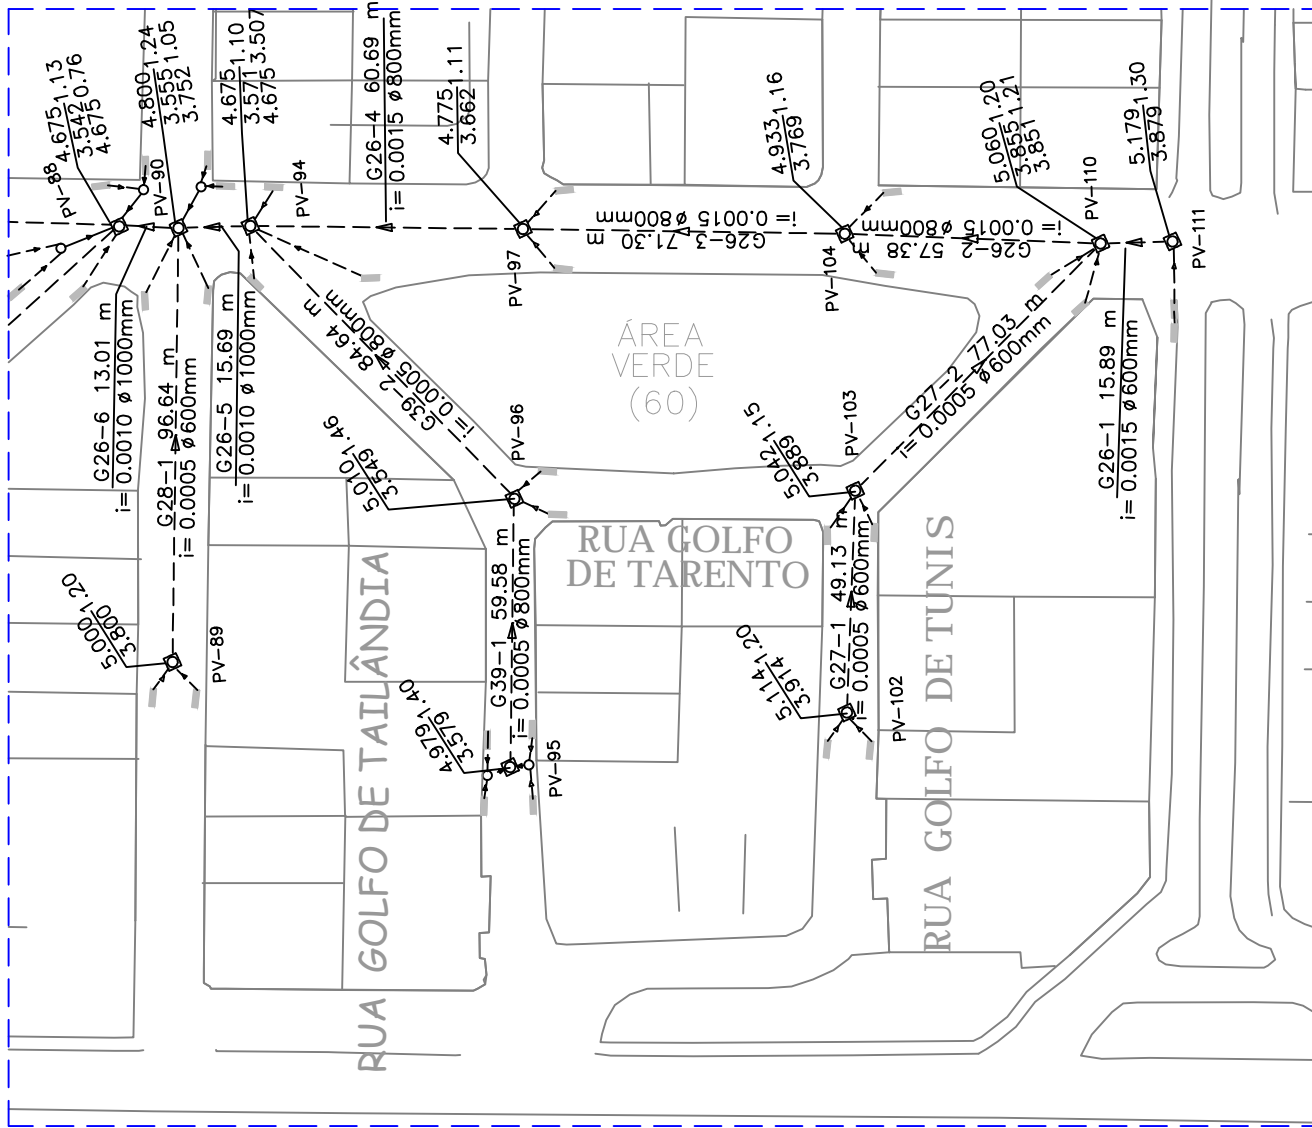 PV-88
4.675 1.13
3.542 0.76
4.675
PV-90
4.800 1.24
3.555 1.05
3.752
4.675 1.10
3.571 3.507
4.675
PV-94
G26-4 60.69 m
i= 0.0015 ø800mm
4.775 1.11
3.662
PV-97
G26-3 71.30 m
i= 0.0015 ø800mm
4.933 1.16
3.769
PV-104
G26-2 57.38 m
i= 0.0015 ø800mm
5.060 1.20
3.855 1.21
3.851
PV-110
5.179 1.30
3.879
PV-111
G26-6 13.01 m
i= 0.0010 ø1000mm
G28-1 96.64 m
i= 0.0005 ø600mm
G26-5 15.69 m
i= 0.0010 ø1000mm
G39-2 84.64 m
i= 0.0005 ø800mm
ÁREA
VERDE
(60)
G27-2 77.03 m
i= 0.0005 ø600mm
G26-1 15.89 m
i= 0.0015 ø600mm
5.010 1.46
3.549
PV-96
5.042 1.15
3.889
PV-103
RUA GOLFO
DE TARENTO
5.000 1.20
3.800
PV-89
RUA GOLFO DE TAILÂNDIA
4.979 1.40
3.579
PV-95
G39-1 59.58 m
i= 0.0005 ø800mm
5.114 1.20
3.914
PV-102
G27-1 49.13 m
i= 0.0005 ø600mm
RUA GOLFO DE TUNIS